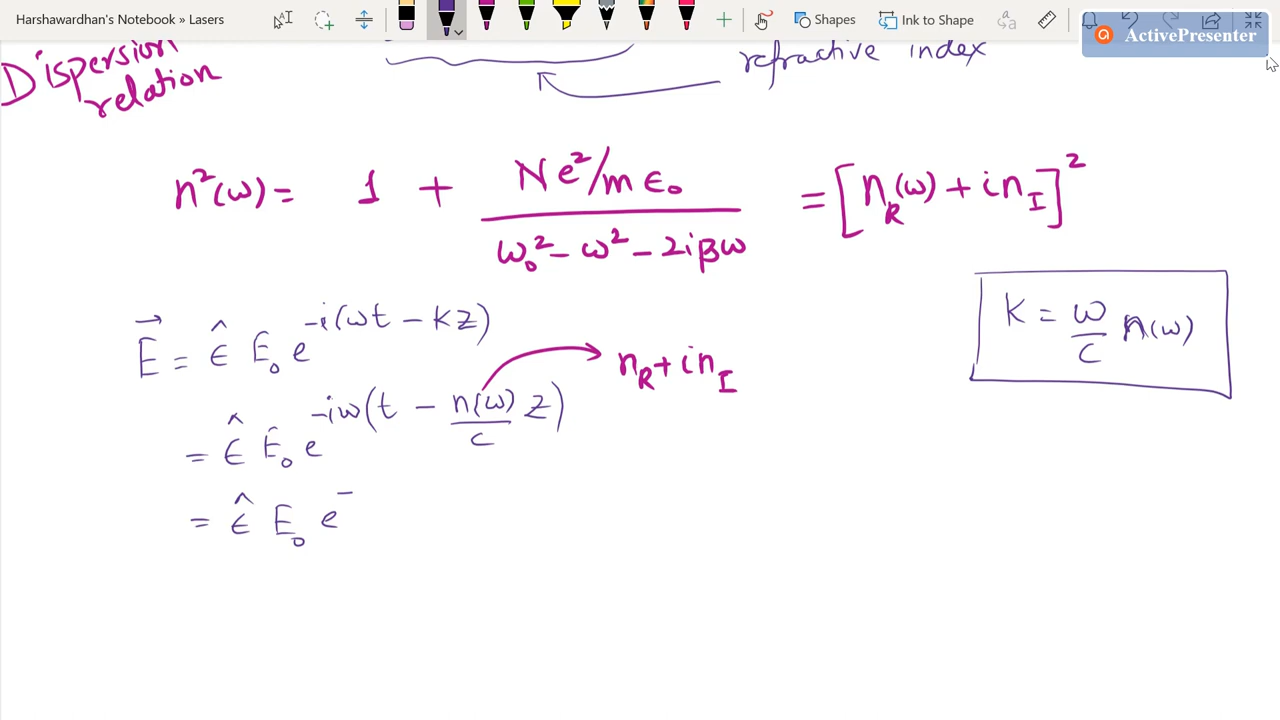 Harshawardhan's Notebook » Lasers
Shapes
Ink to Shape
ActivePresenter
Dispersion
relation
refractive index
n²(ω) = 1 + (Ne²/mϵ₀)/(ω₀² - ω² - 2iβω) = [n_R(ω) + in_I]²
K = ω/c n(ω)
E⃗ = ϵ̂ E₀ e^{-i(ωt - kz)}
n_R + in_I
= ϵ̂ E₀ e^{-iω(t - n(ω)/c z)}
= ϵ̂ E₀ e^{-}